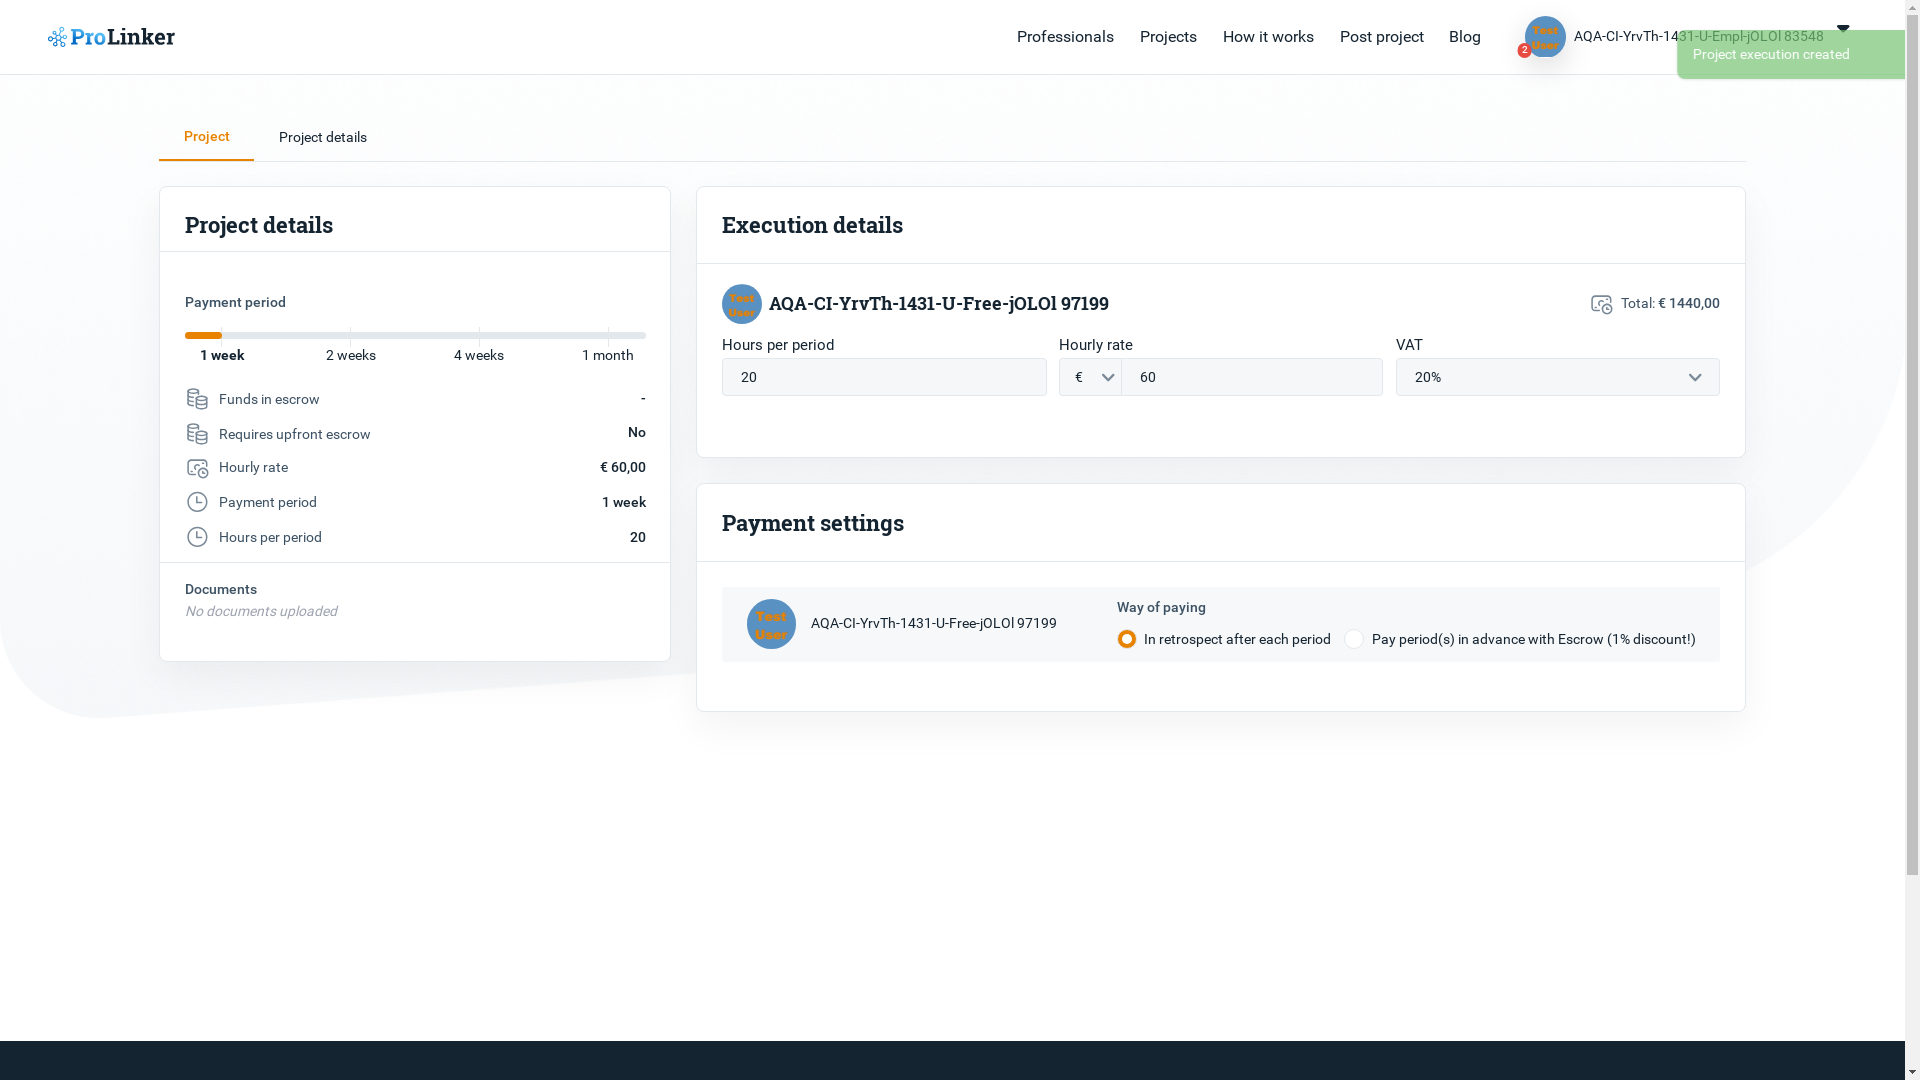 ProLinker
Professionals
Projects
How it works
Post project
Blog
Test User
2
AQA-CI-YrvTh-1431-U-Empl-jOLOl 83548
Project execution created
Project
Project details
Project details
Payment period
1 week
2 weeks
4 weeks
1 month
Funds in escrow
-
Requires upfront escrow
No
Hourly rate
€ 60,00
Payment period
1 week
Hours per period
20
Documents
No documents uploaded
Execution details
Test User
AQA-CI-YrvTh-1431-U-Free-jOLOl 97199
Total: € 1440,00
Hours per period
Hourly rate
VAT
20
€
60
20%
Payment settings
Test User
AQA-CI-YrvTh-1431-U-Free-jOLOl 97199
Way of paying
In retrospect after each period
Pay period(s) in advance with Escrow (1% discount!)